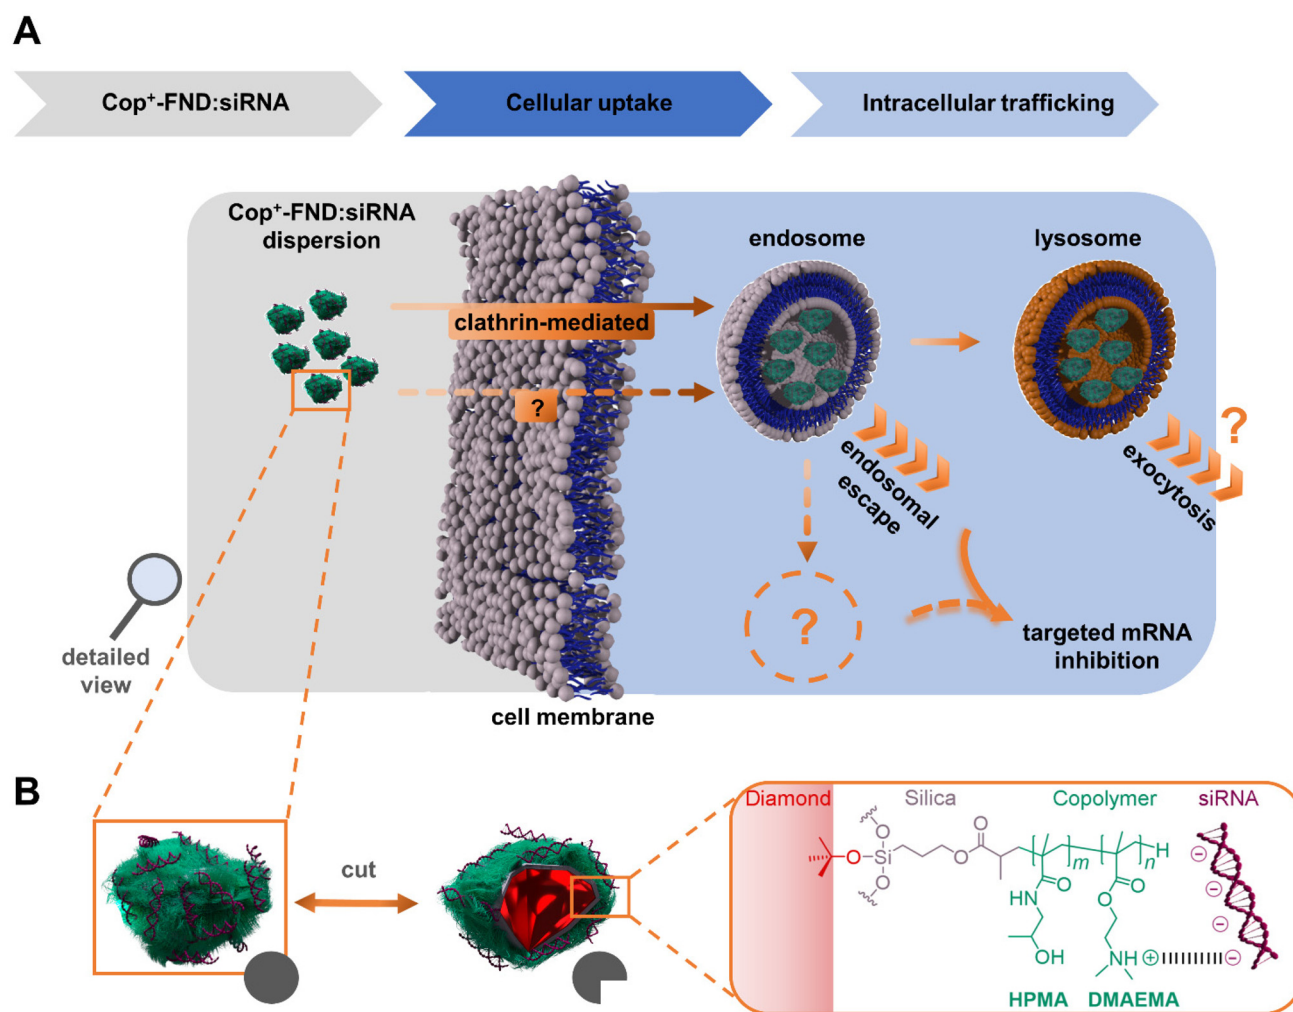 A
Cop⁺-FND:siRNA
Cellular uptake
Intracellular trafficking
Cop⁺-FND:siRNA
dispersion
endosome
lysosome
clathrin-mediated
?
?
endosomal
escape
exocytosis
?
targeted mRNA
inhibition
detailed
view
cell membrane
B
cut
Diamond
Silica
Copolymer
siRNA
O
O
Si
O
O
O
m
n
H
HN
O
O
O
OH
NH
⊕
⊖
⊖
⊖
⊖
HPMA
DMAEMA